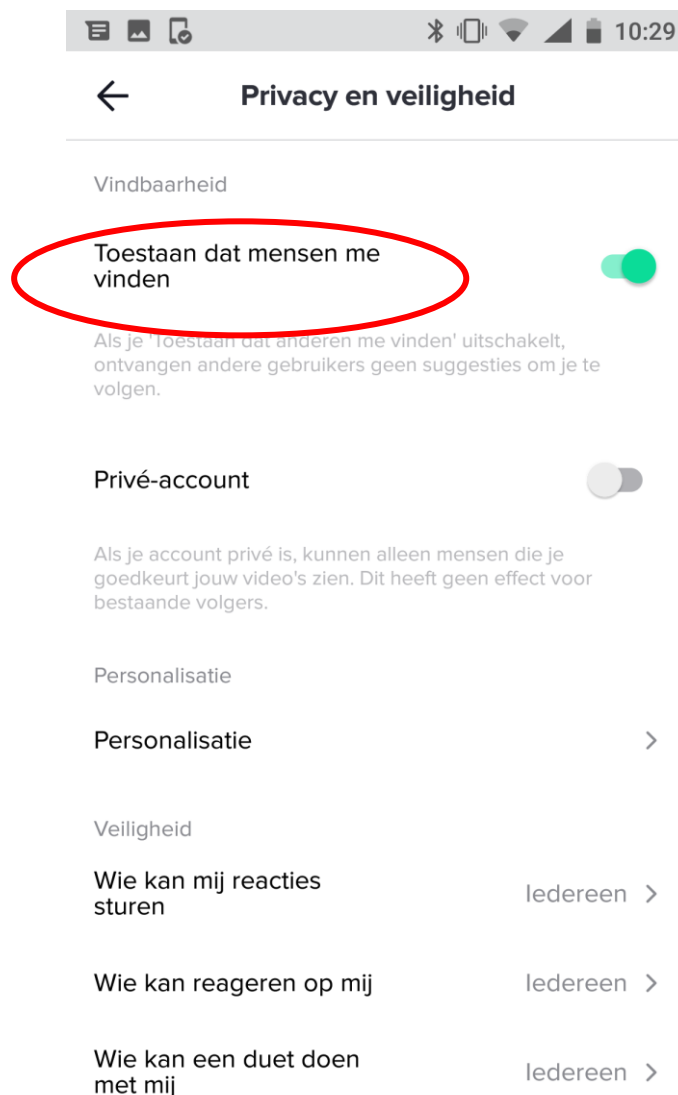 10:29
Privacy en veiligheid
Vindbaarheid
Toestaan dat mensen me
vinden
Als je 'Toestaan dat anderen me vinden' uitschakelt,
ontvangen andere gebruikers geen suggesties om je te
volgen.
Privé-account
Als je account privé is, kunnen alleen mensen die je
goedkeurt jouw video's zien. Dit heeft geen effect voor
bestaande volgers.
Personalisatie
Personalisatie
Veiligheid
Wie kan mij reacties
sturen
Iedereen
Wie kan reageren op mij
Iedereen
Wie kan een duet doen
met mij
Iedereen